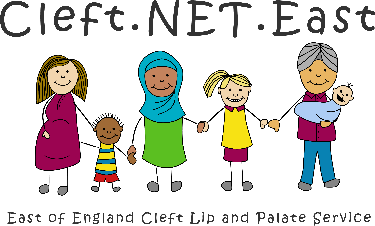 Cleft.NET.East
East of England Cleft Lip and Palate Service